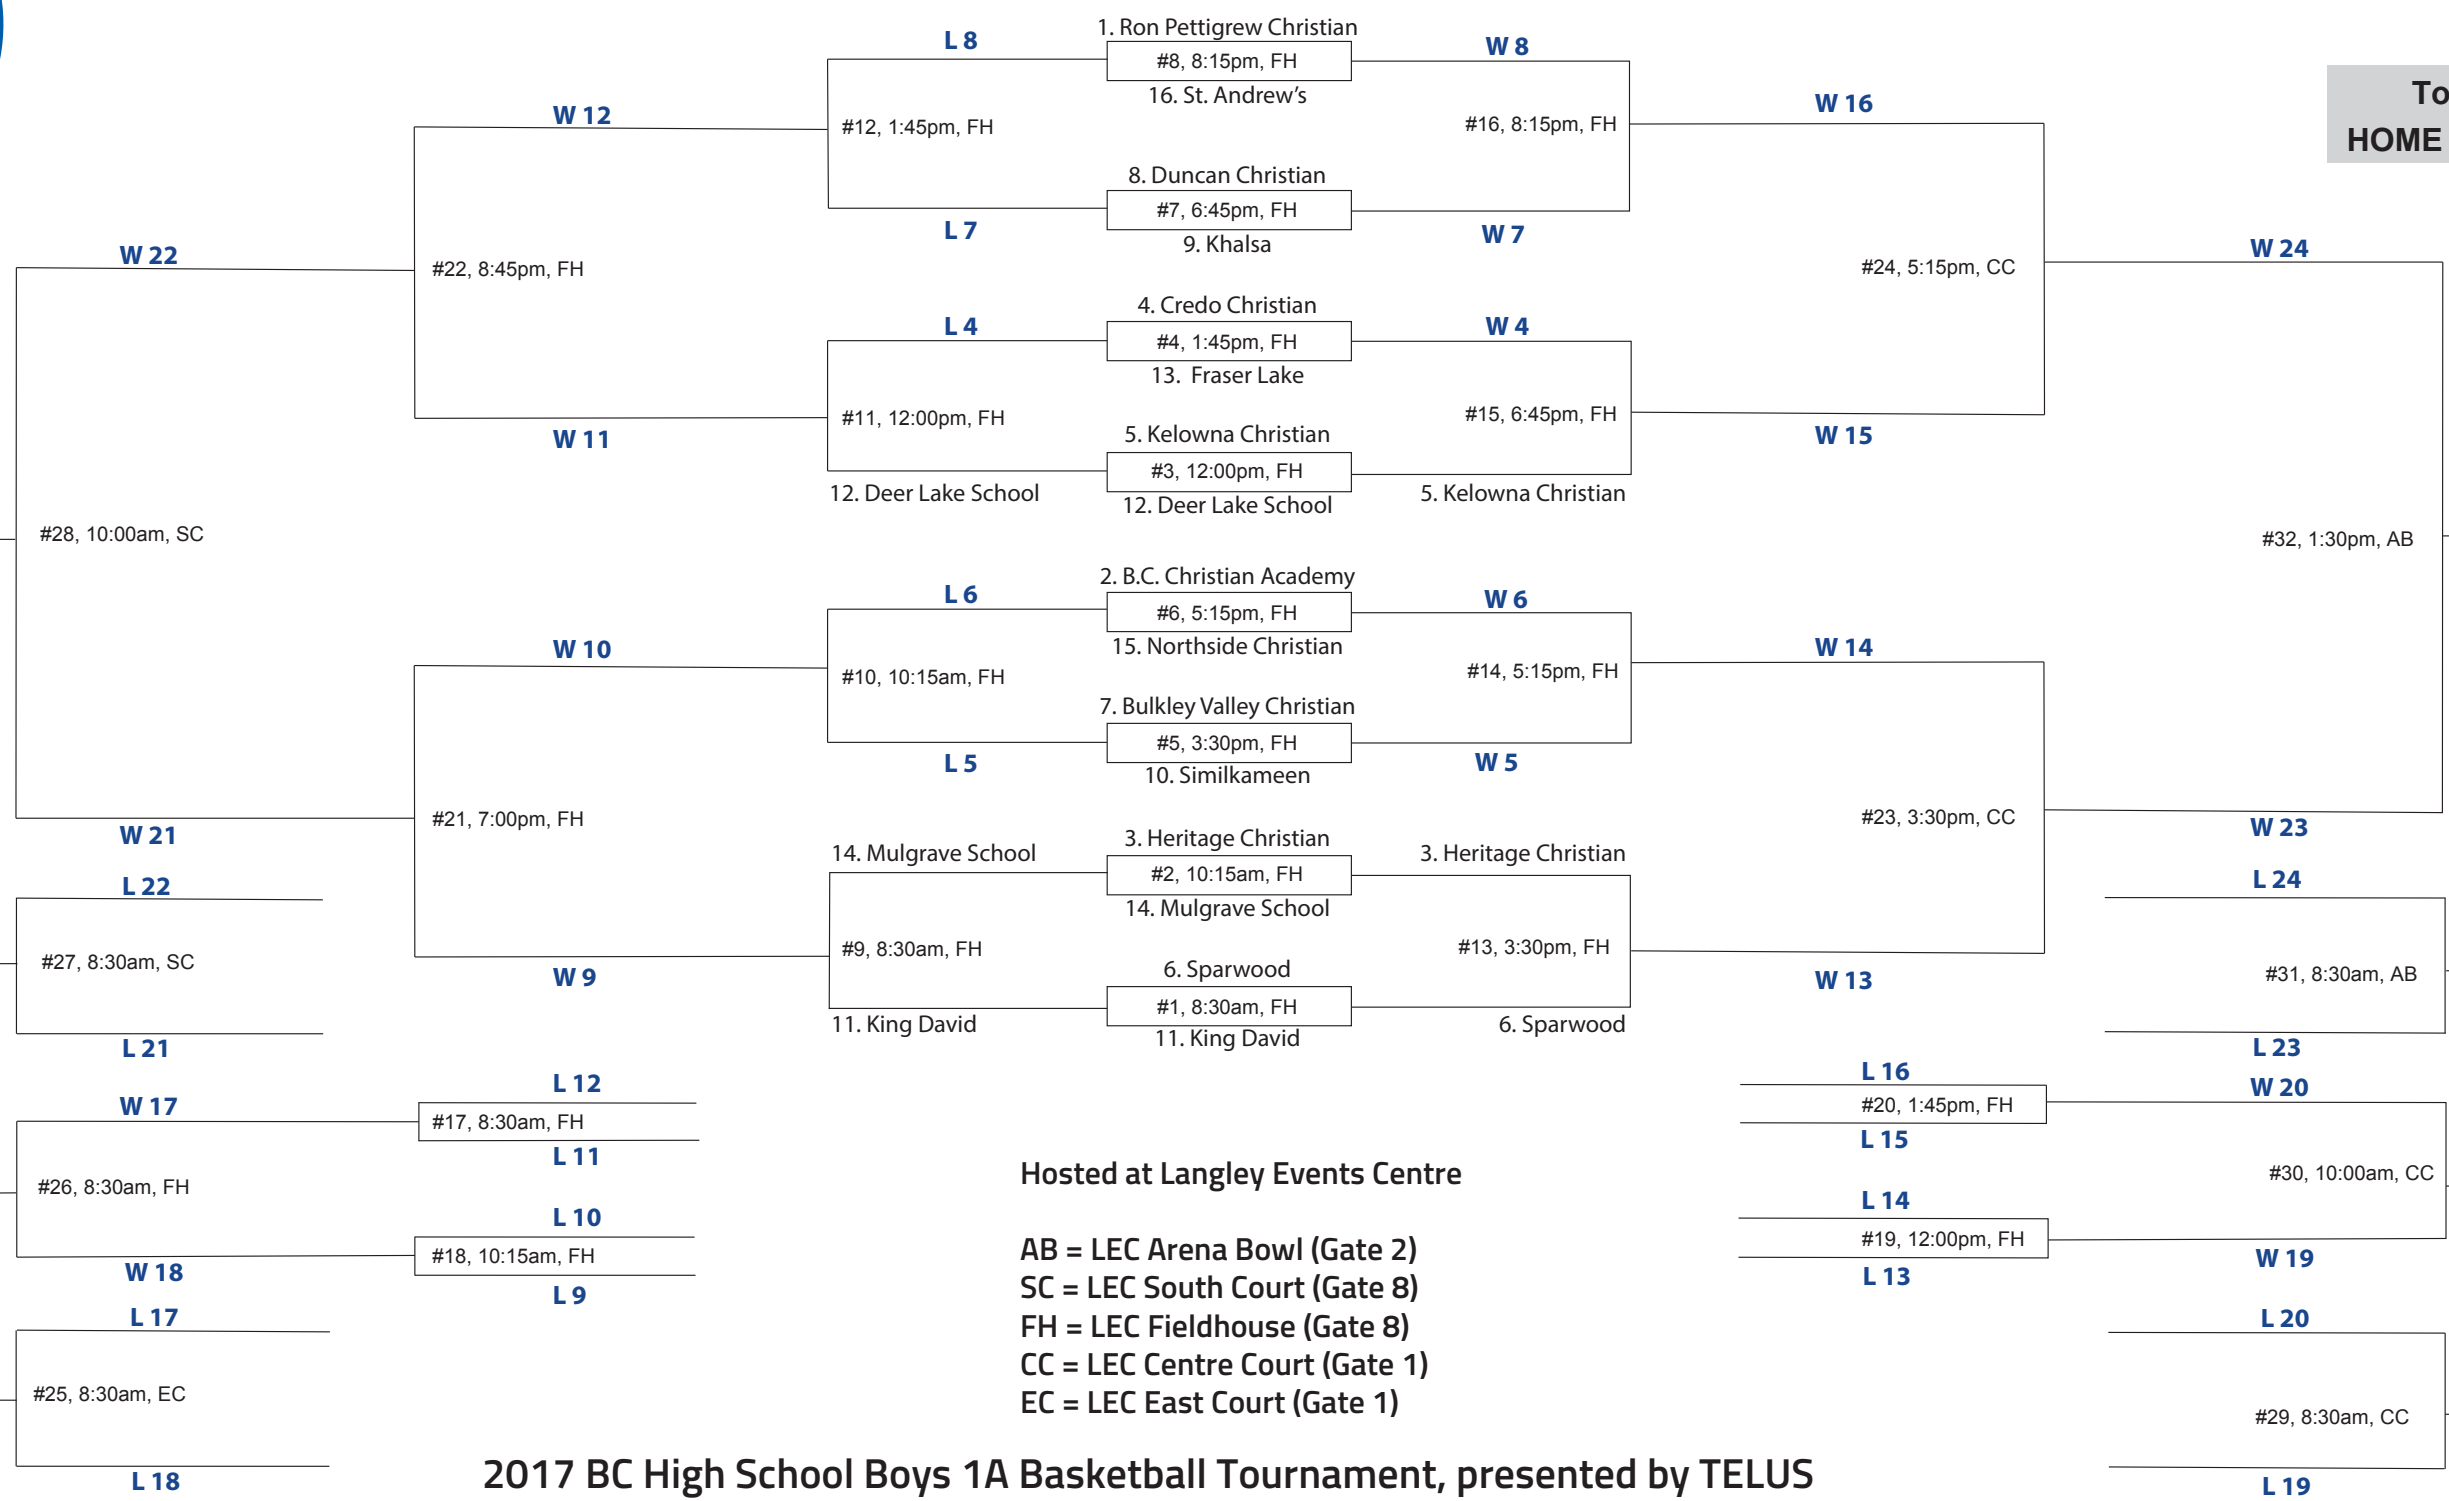 1. Ron Pettigrew Christian
L 8
#8, 8:15pm, FH
W 8
16. St. Andrew’s
To
HOME
W 12
W 16
#12, 1:45pm, FH
#16, 8:15pm, FH
8. Duncan Christian
#7, 6:45pm, FH
L 7
W 7
9. Khalsa
W 22
#22, 8:45pm, FH
#24, 5:15pm, CC
W 24
4. Credo Christian
L 4
#4, 1:45pm, FH
W 4
13. Fraser Lake
#11, 12:00pm, FH
#15, 6:45pm, FH
W 11
W 15
5. Kelowna Christian
#3, 12:00pm, FH
12. Deer Lake School
12. Deer Lake School
5. Kelowna Christian
#28, 10:00am, SC
#32, 1:30pm, AB
2. B.C. Christian Academy
L 6
#6, 5:15pm, FH
W 6
15. Northside Christian
W 10
W 14
#10, 10:15am, FH
#14, 5:15pm, FH
7. Bulkley Valley Christian
#5, 3:30pm, FH
L 5
W 5
10. Similkameen
#21, 7:00pm, FH
#23, 3:30pm, CC
W 21
W 23
3. Heritage Christian
14. Mulgrave School
#2, 10:15am, FH
3. Heritage Christian
14. Mulgrave School
L 22
L 24
#9, 8:30am, FH
#13, 3:30pm, FH
#27, 8:30am, SC
#31, 8:30am, AB
W 9
W 13
6. Sparwood
#1, 8:30am, FH
11. King David
11. King David
6. Sparwood
L 21
L 23
L 12
L 16
W 17
#17, 8:30am, FH
#20, 1:45pm, FH
W 20
L 11
L 15
#26, 8:30am, FH
Hosted at Langley Events Centre
#30, 10:00am, CC
L 10
L 14
#18, 10:15am, FH
#19, 12:00pm, FH
W 18
W 19
L 9
L 13
AB = LEC Arena Bowl (Gate 2)
SC = LEC South Court (Gate 8)
FH = LEC Fieldhouse (Gate 8)
CC = LEC Centre Court (Gate 1)
EC = LEC East Court (Gate 1)
L 17
L 20
#25, 8:30am, EC
#29, 8:30am, CC
L 18
L 19
2017 BC High School Boys 1A Basketball Tournament, presented by TELUS